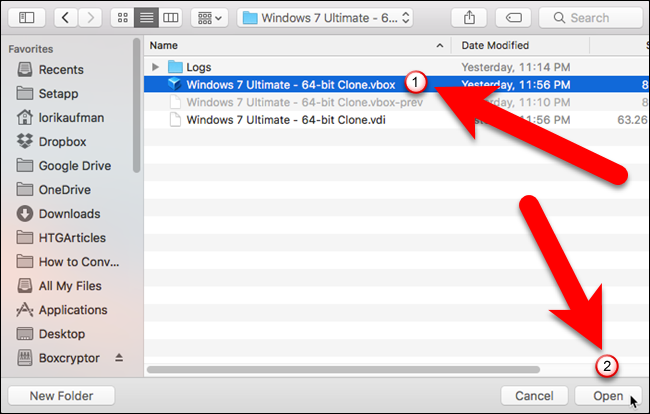 Windows 7 Ultimate - 6...
Search
Favorites
Recents
Setapp
lorikaufman
Dropbox
Google Drive
OneDrive
Downloads
HTGArticles
How to Conv...
All My Files
Applications
Desktop
Boxcryptor
Name
Date Modified
S
Logs
Yesterday, 11:14 PM
Windows 7 Ultimate - 64-bit Clone.vbox
1
Yesterday, 11:56 PM
8
Windows 7 Ultimate - 64-bit Clone.vbox-prev
Yesterday, 11:10 PM
8
Windows 7 Ultimate - 64-bit Clone.vdi
Yesterday, 11:56 PM
63.26
2
New Folder
Cancel
Open